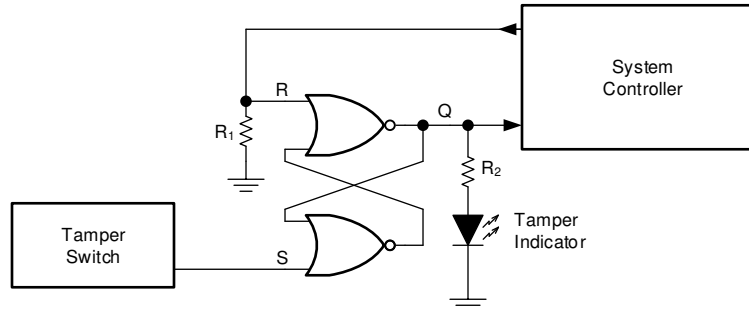 System
Controller
R
Q
R1
R2
Tamper
Indicator
Tamper
Switch
S